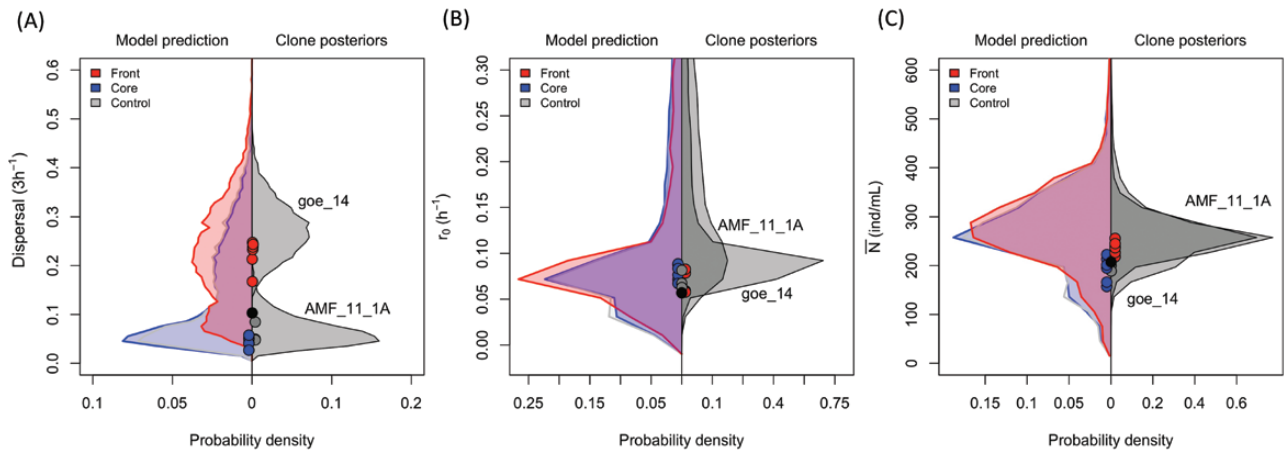 (A)
Model prediction
Clone posteriors
Front
Core
Control
goe_14
AMF_11_1A
Dispersal (3h⁻¹)
0.6
0.5
0.4
0.3
0.2
0.1
0.0
0.1
0.05
0
0.1
0.2
Probability density
(B)
Model prediction
Clone posteriors
Front
Core
Control
AMF_11_1A
goe_14
r₀ (h⁻¹)
0.30
0.25
0.20
0.15
0.10
0.05
0.00
0.25
0.15
0.05
0.1
0.4
0.75
Probability density
(C)
Model prediction
Clone posteriors
Front
Core
Control
AMF_11_1A
goe_14
N̅ (ind/mL)
600
500
400
300
200
100
0
0.15
0.1
0.05
0
0.2
0.4
0.6
Probability density